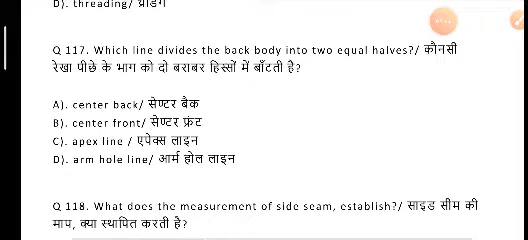 D). threading/ थ्रेडिंग
Q 117. Which line divides the back body into two equal halves?/ कौनसी
रेखा पीछे के भाग को दो बराबर हिस्सों में बाँटती है?
A). center back/ सेण्टर बैक
B). center front/ सेण्टर फ्रंट
C). apex line / एपेक्स लाइन
D). arm hole line/ आर्म होल लाइन
Q 118. What does the measurement of side seam, establish?/ साइड सीम की
माप, क्या स्थापित करती है?